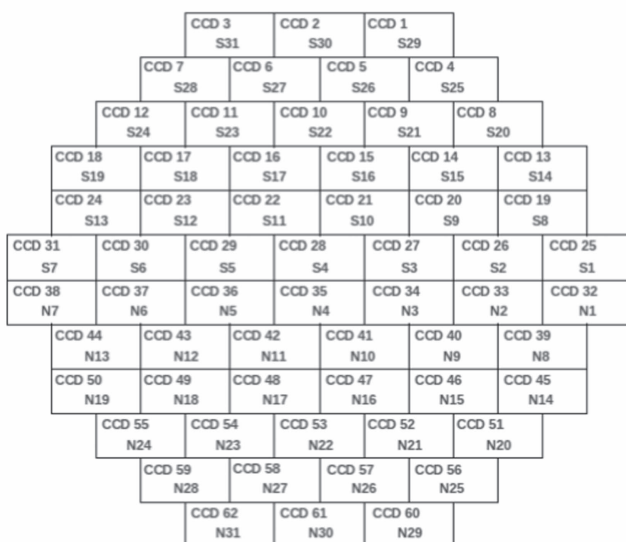 CCD 3 CCD 2 CCD 1
S31 S30 S29
CCD 7 CCD 6 CCD 5 CCD 4
S28 S27 S26 S25
CCD 12 CCD 11 CCD 10 CCD 9 CCD 8
S24 S23 S22 S21 S20
CCD 18 CCD 17 CCD 16 CCD 15 CCD 14 CCD 13
S19 S18 S17 S16 S15 S14
CCD 24 CCD 23 CCD 22 CCD 21 CCD 20 CCD 19
S13 S12 S11 S10 S9 S8
CCD 31 CCD 30 CCD 29 CCD 28 CCD 27 CCD 26 CCD 25
S7 S6 S5 S4 S3 S2 S1
CCD 38 CCD 37 CCD 36 CCD 35 CCD 34 CCD 33 CCD 32
N7 N6 N5 N4 N3 N2 N1
CCD 44 CCD 43 CCD 42 CCD 41 CCD 40 CCD 39
N13 N12 N11 N10 N9 N8
CCD 50 CCD 49 CCD 48 CCD 47 CCD 46 CCD 45
N19 N18 N17 N16 N15 N14
CCD 55 CCD 54 CCD 53 CCD 52 CCD 51
N24 N23 N22 N21 N20
CCD 59 CCD 58 CCD 57 CCD 56
N28 N27 N26 N25
CCD 62 CCD 61 CCD 60
N31 N30 N29